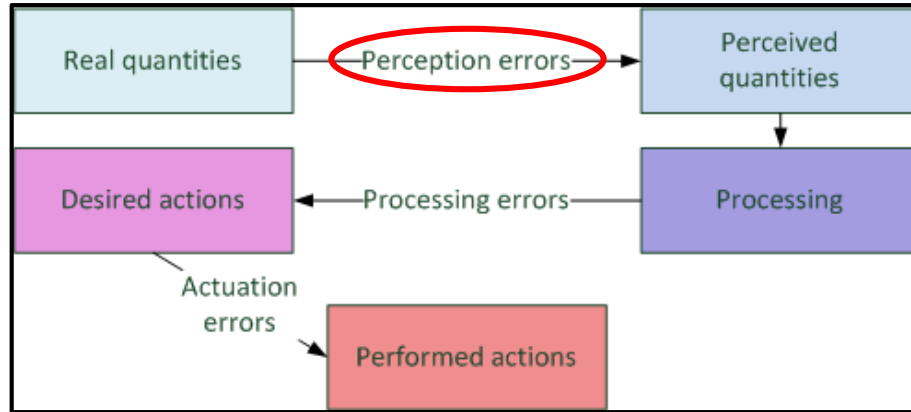 Real quantities
Perception errors
Perceived
quantities
Desired actions
Processing errors
Processing
Actuation
errors
Performed actions